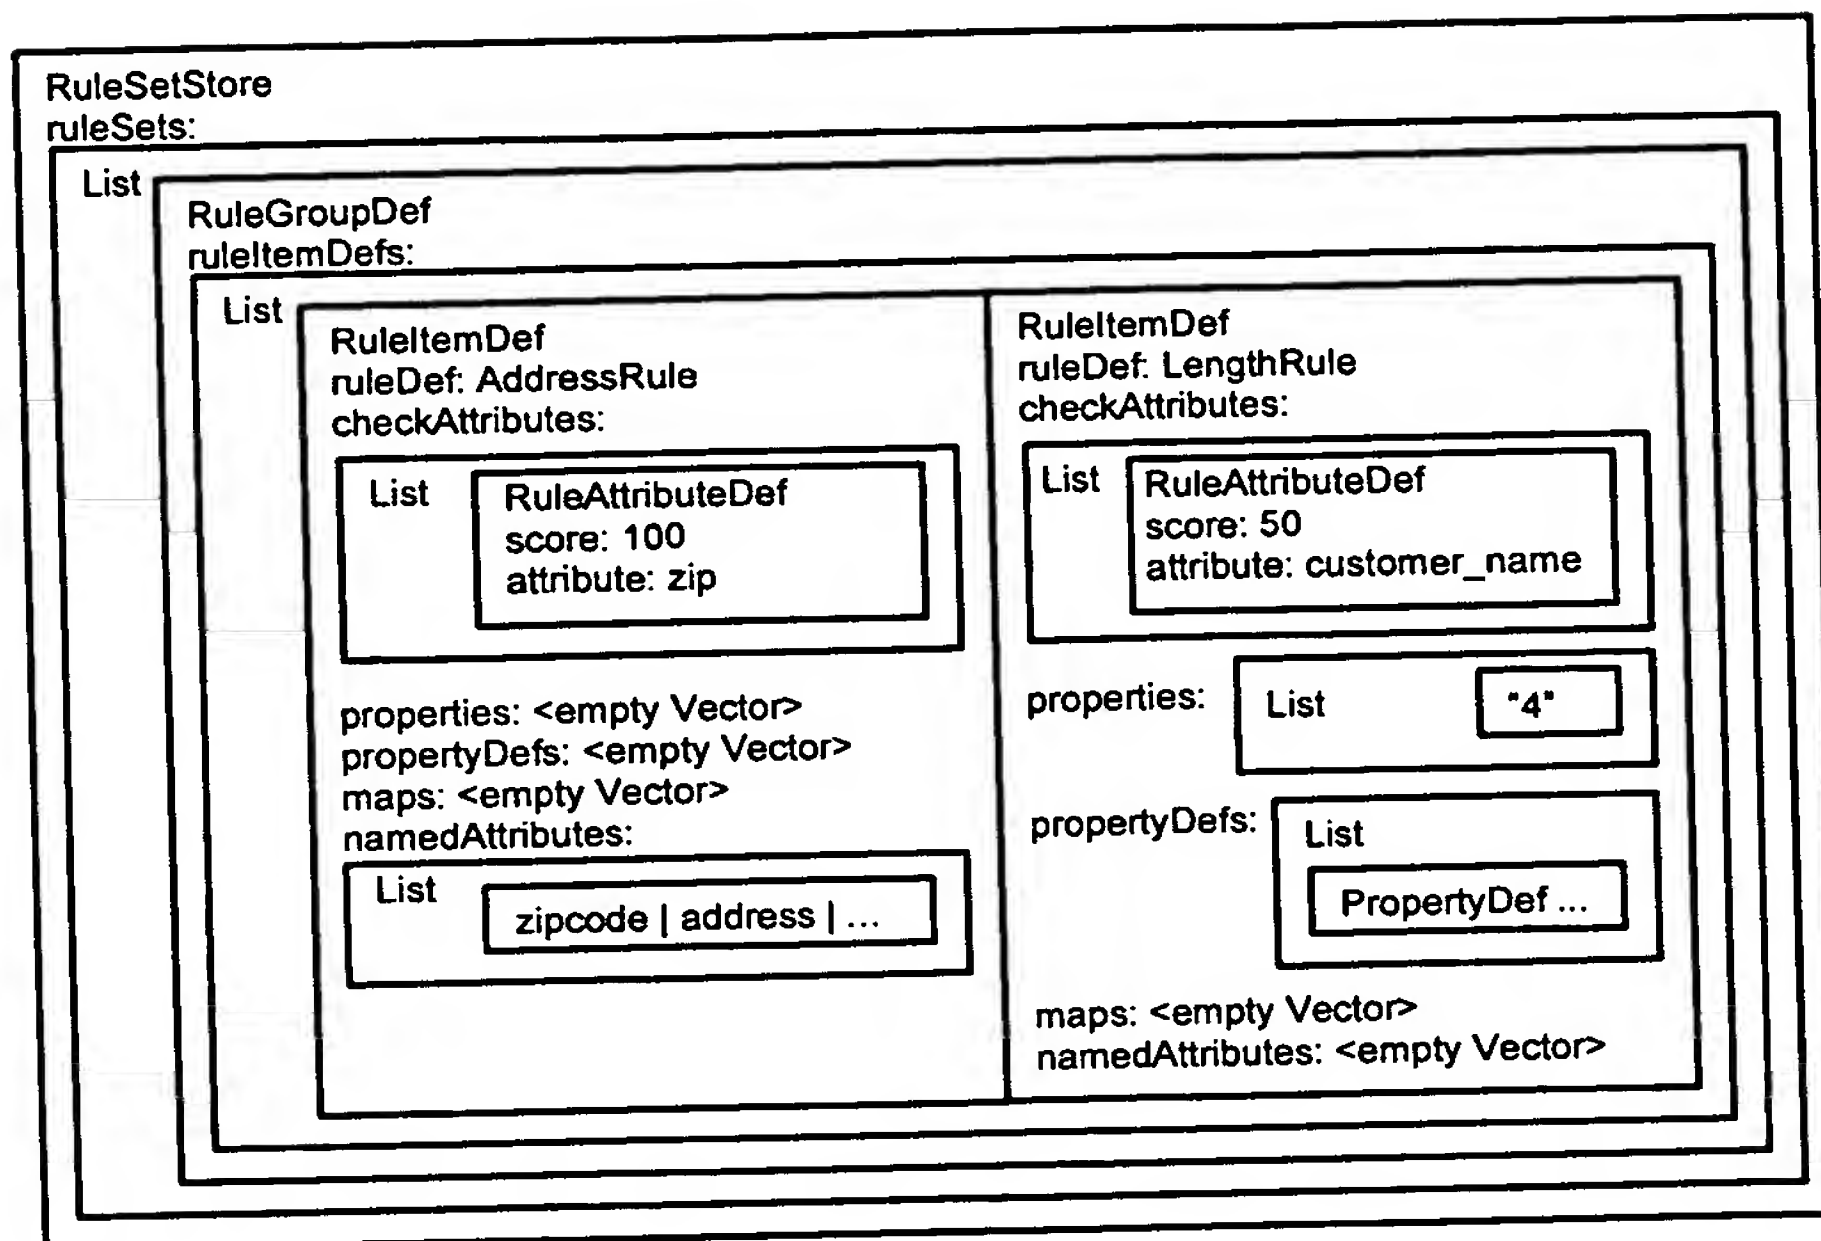 RuleSetStore
ruleSets:
List
RuleGroupDef
ruleItemDefs:
List
RuleItemDef
ruleDef: AddressRule
checkAttributes:
List
RuleAttributeDef
score: 100
attribute: zip
properties: <empty Vector>
propertyDefs: <empty Vector>
maps: <empty Vector>
namedAttributes:
List
zipcode | address | ...
RuleItemDef
ruleDef: LengthRule
checkAttributes:
List
RuleAttributeDef
score: 50
attribute: customer_name
properties:
List
"4"
propertyDefs:
List
PropertyDef ...
maps: <empty Vector>
namedAttributes: <empty Vector>